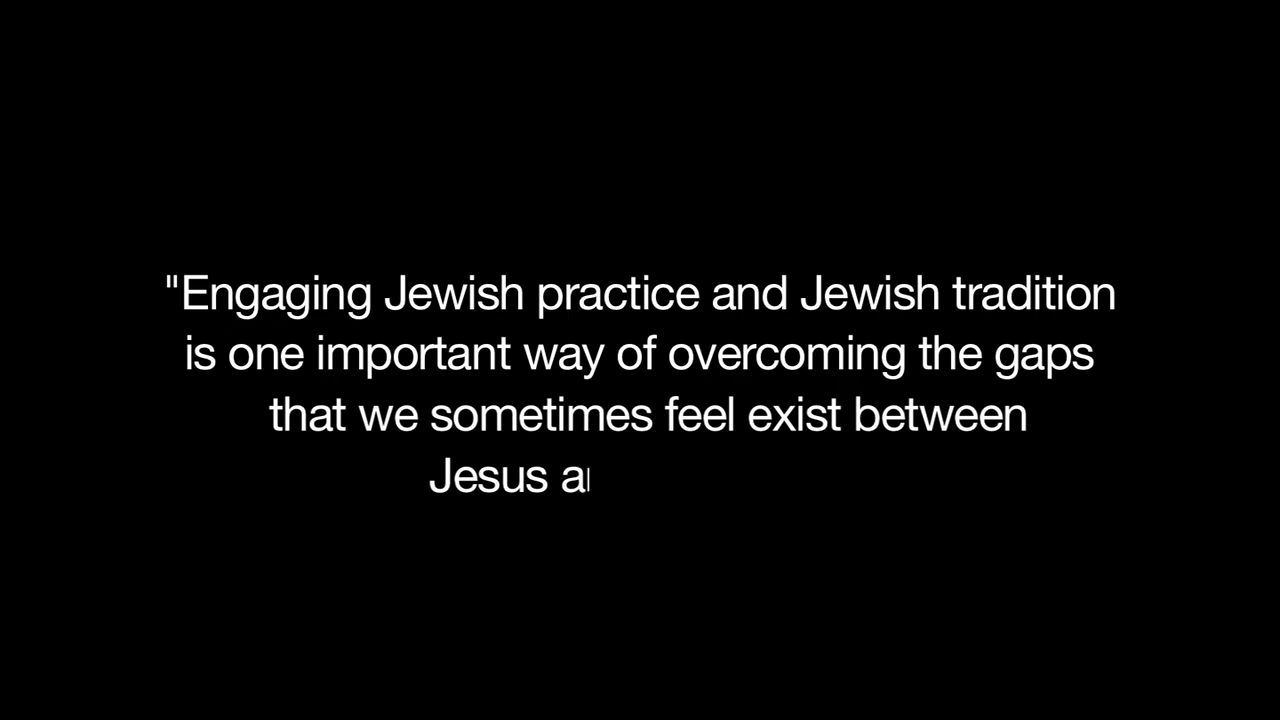 "Engaging Jewish practice and Jewish tradition
is one important way of overcoming the gaps
that we sometimes feel exist between
Jesus